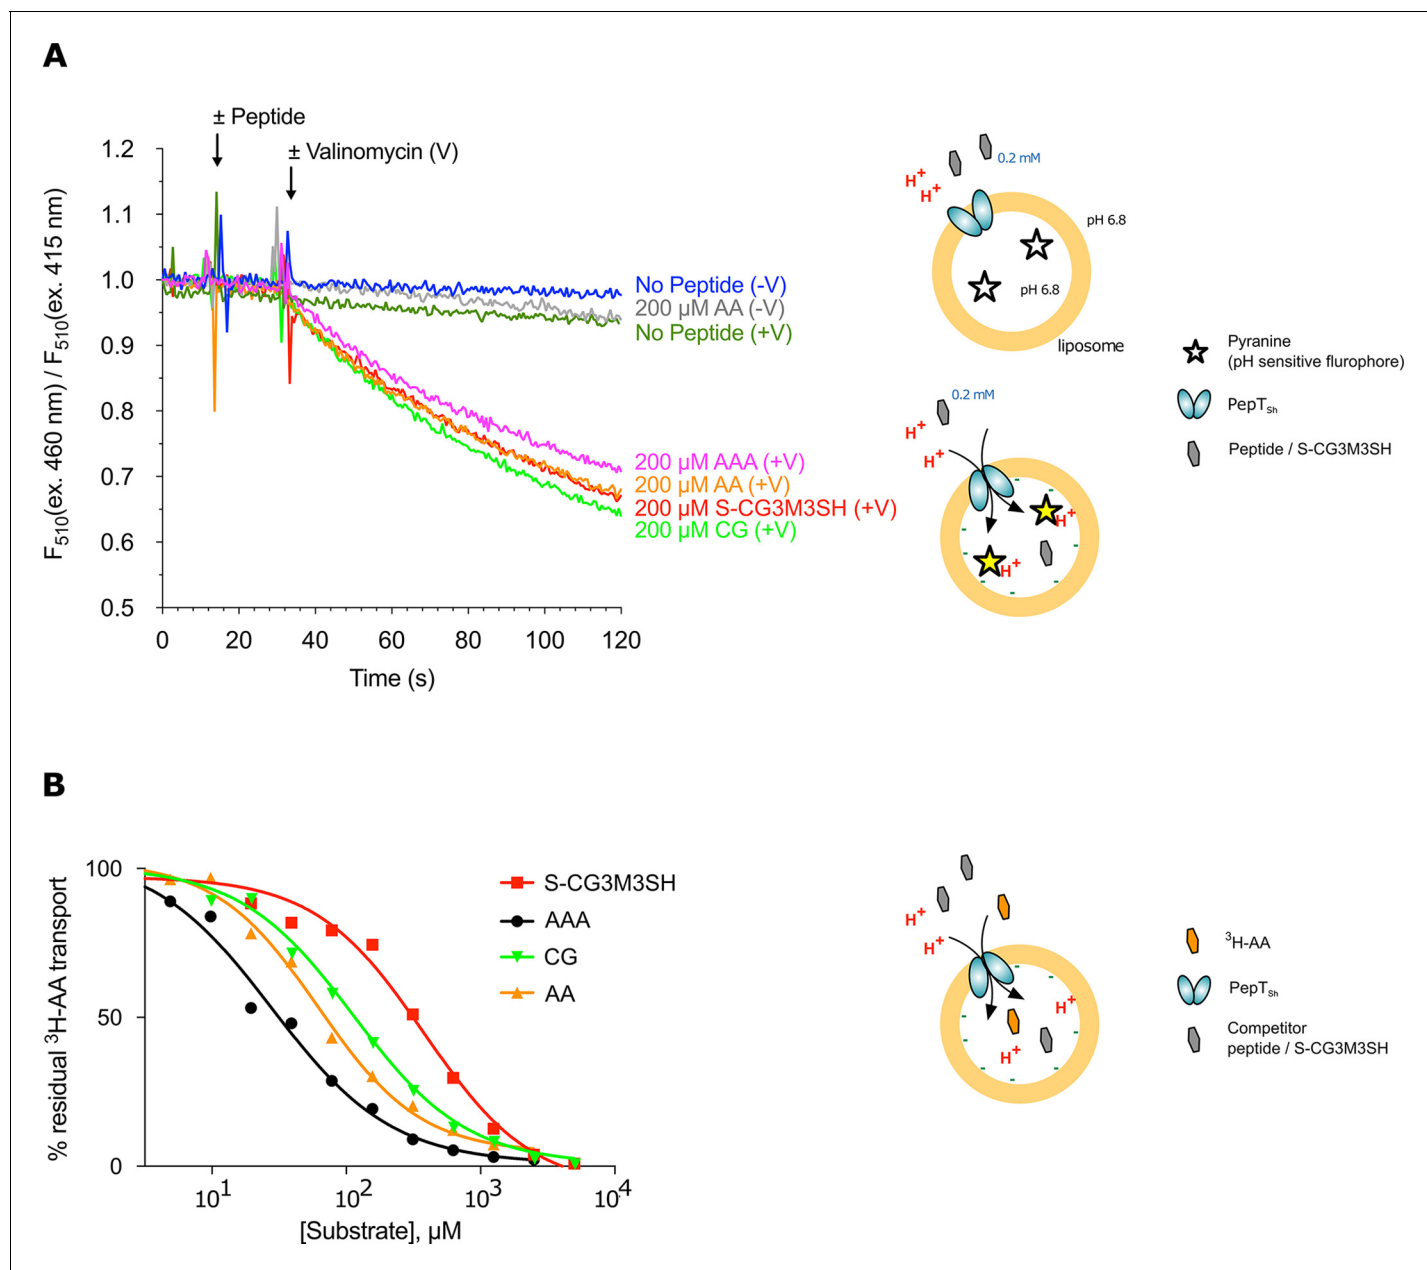 A
± Peptide
± Valinomycin (V)
F510(ex. 460 nm) / F510(ex. 415 nm)
1.2
1.1
1.0
0.9
0.8
0.7
0.6
0.5
0 20 40 60 80 100 120
Time (s)
No Peptide (-V)
200 µM AA (-V)
No Peptide (+V)
200 µM AAA (+V)
200 µM AA (+V)
200 µM S-CG3M3SH (+V)
200 µM CG (+V)
0.2 mM
H+
H+
pH 6.8
pH 6.8
liposome
0.2 mM
H+
H+
H+
H+
Pyranine
(pH sensitive flurophore)
PepTSh
Peptide / S-CG3M3SH
B
% residual 3H-AA transport
100
50
0
10^1 10^2 10^3 10^4
[Substrate], µM
S-CG3M3SH
AAA
CG
AA
H+
H+
H+
H+
3H-AA
PepTSh
Competitor
peptide / S-CG3M3SH